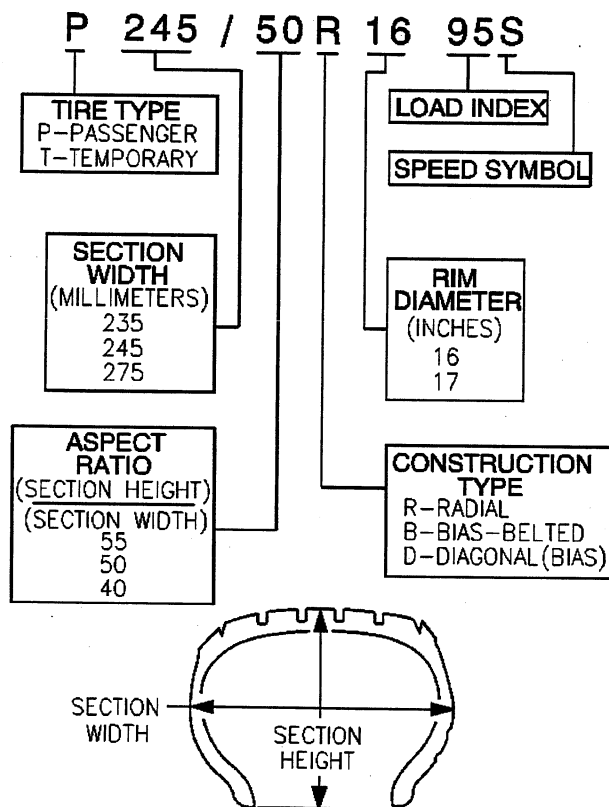 P 245 / 50 R 16 95S
TIRE TYPE
P-PASSENGER
T-TEMPORARY
LOAD INDEX
SPEED SYMBOL
SECTION
WIDTH
(MILLIMETERS)
235
245
275
RIM
DIAMETER
(INCHES)
16
17
ASPECT
RATIO
(SECTION HEIGHT)
(SECTION WIDTH)
55
50
40
CONSTRUCTION
TYPE
R-RADIAL
B-BIAS-BELTED
D-DIAGONAL(BIAS)
SECTION
WIDTH
SECTION
HEIGHT